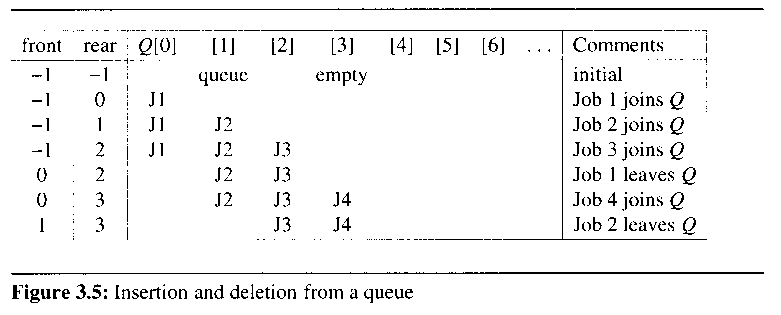 front rear Q[0] [1] [2] [3] [4] [5] [6] ... Comments
−1 −1 queue empty initial
−1 0 J1 Job 1 joins Q
−1 1 J1 J2 Job 2 joins Q
−1 2 J1 J2 J3 Job 3 joins Q
0 2 J2 J3 Job 1 leaves Q
0 3 J2 J3 J4 Job 4 joins Q
1 3 J3 J4 Job 2 leaves Q
Figure 3.5: Insertion and deletion from a queue